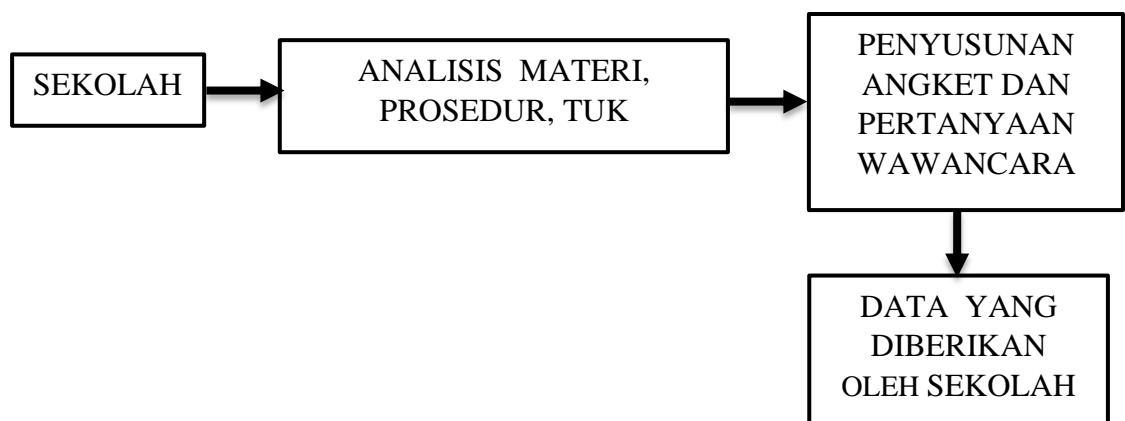 SEKOLAH
ANALISIS MATERI,
PROSEDUR, TUK
PENYUSUNAN
ANGKET DAN
PERTANYAAN
WAWANCARA
DATA YANG
DIBERIKAN
OLEH SEKOLAH